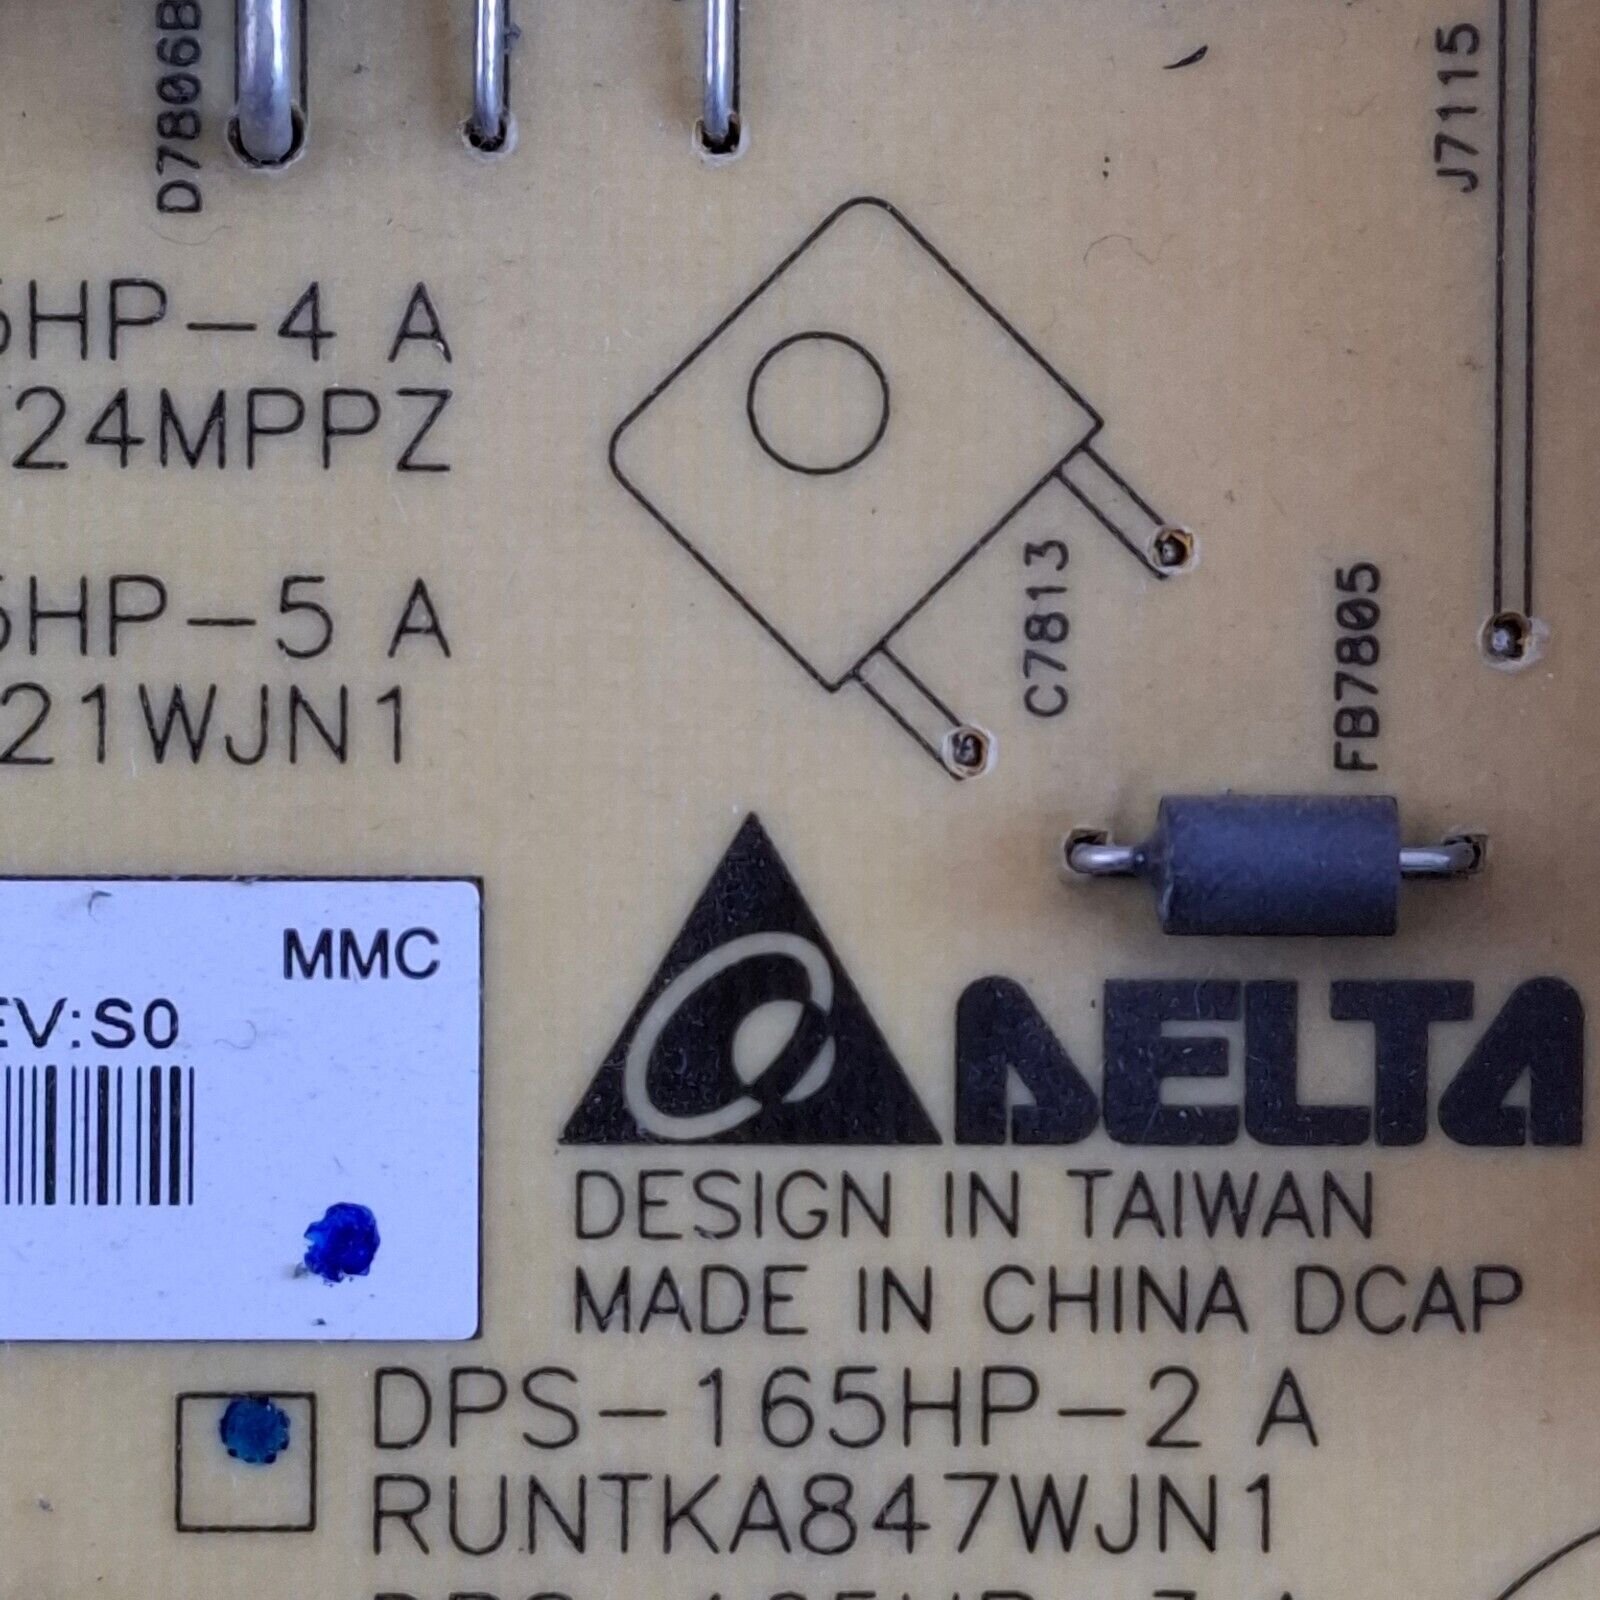 D7806B
J7115
5HP-4 A
24MPPZ
C7813
FB7805
5HP-5 A
21WJN1
MMC
EV:S0
DELTA
DESIGN IN TAIWAN
MADE IN CHINA DCAP
DPS-165HP-2 A
RUNTKA847WJN1